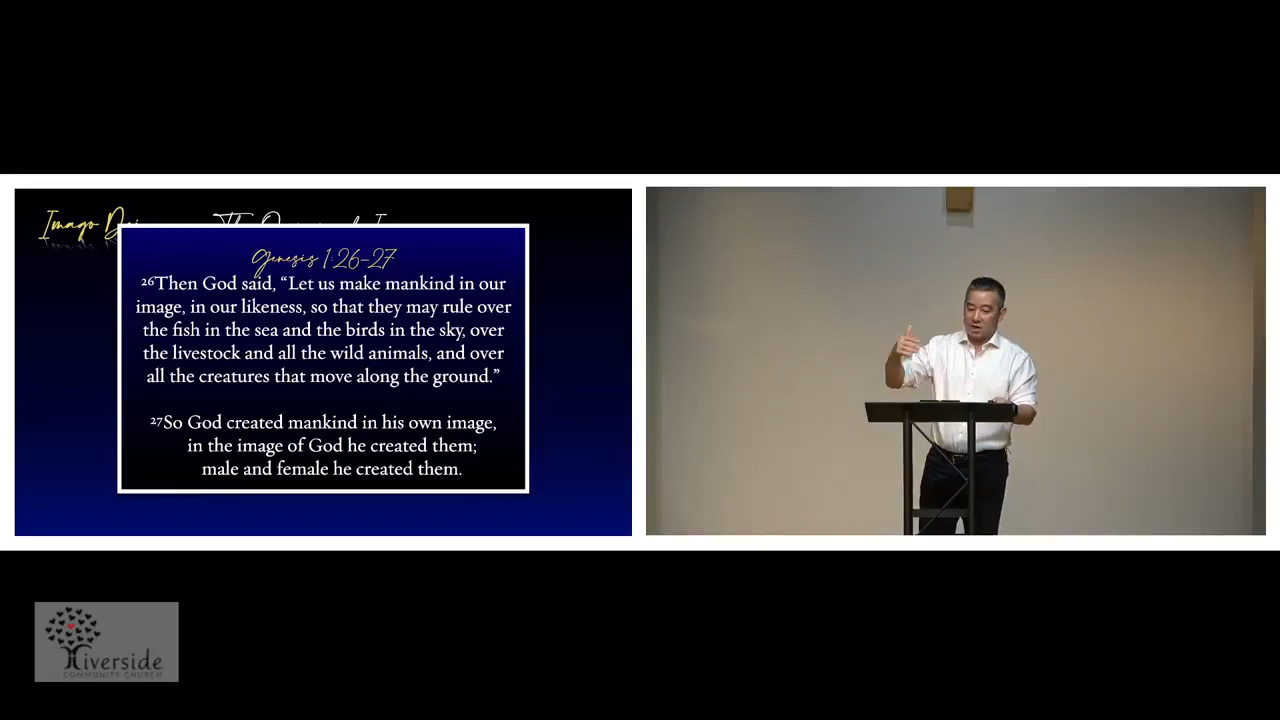 Imago
Genesis 1:26-27
26Then God said, “Let us make mankind in our
image, in our likeness, so that they may rule over
the fish in the sea and the birds in the sky, over
the livestock and all the wild animals, and over
all the creatures that move along the ground.”
27So God created mankind in his own image,
in the image of God he created them;
male and female he created them.
Riverside
COMMUNITY CHURCH